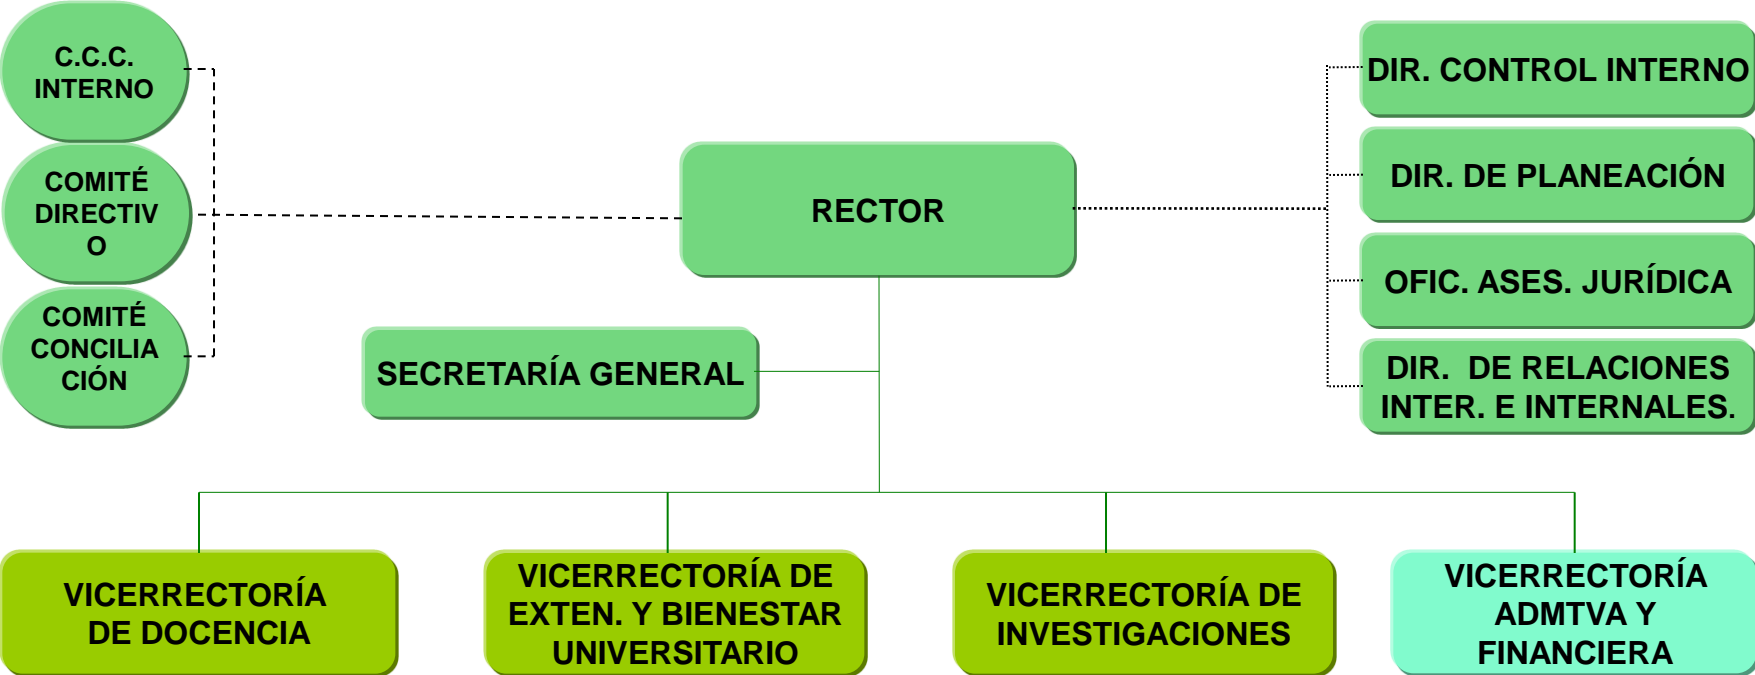 C.C.C.
INTERNO
COMITÉ
DIRECTIV
O
COMITÉ
CONCILIA
CIÓN
RECTOR
SECRETARÍA GENERAL
DIR. CONTROL INTERNO
DIR. DE PLANEACIÓN
OFIC. ASES. JURÍDICA
DIR. DE RELACIONES
INTER. E INTERNALES.
VICERRECTORÍA
DE DOCENCIA
VICERRECTORÍA DE
EXTEN. Y BIENESTAR
UNIVERSITARIO
VICERRECTORÍA DE
INVESTIGACIONES
VICERRECTORÍA
ADMTVA Y
FINANCIERA